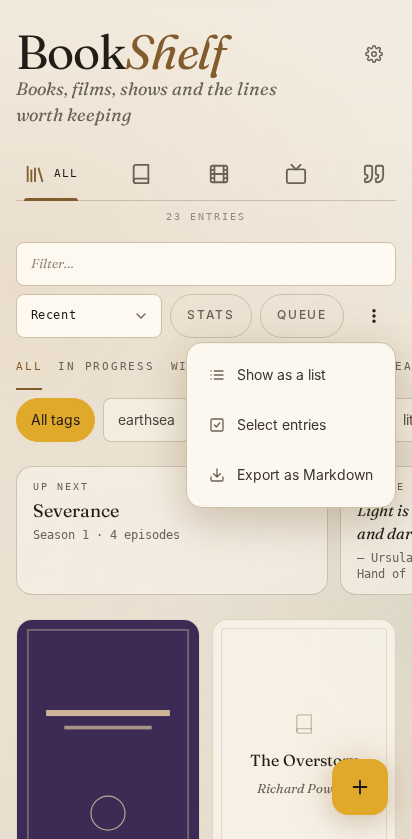 BookShelf
Books, films, shows and the lines
worth keeping
ALL
23 ENTRIES
Filter...
Recent
STATS
QUEUE
ALL IN PROGRESS
Show as a list
Select entries
Export as Markdown
All tags
earthsea
UP NEXT
Severance
Season 1 · 4 episodes
Light is
and
— Ursula
Hand of
The Overstory
Richard